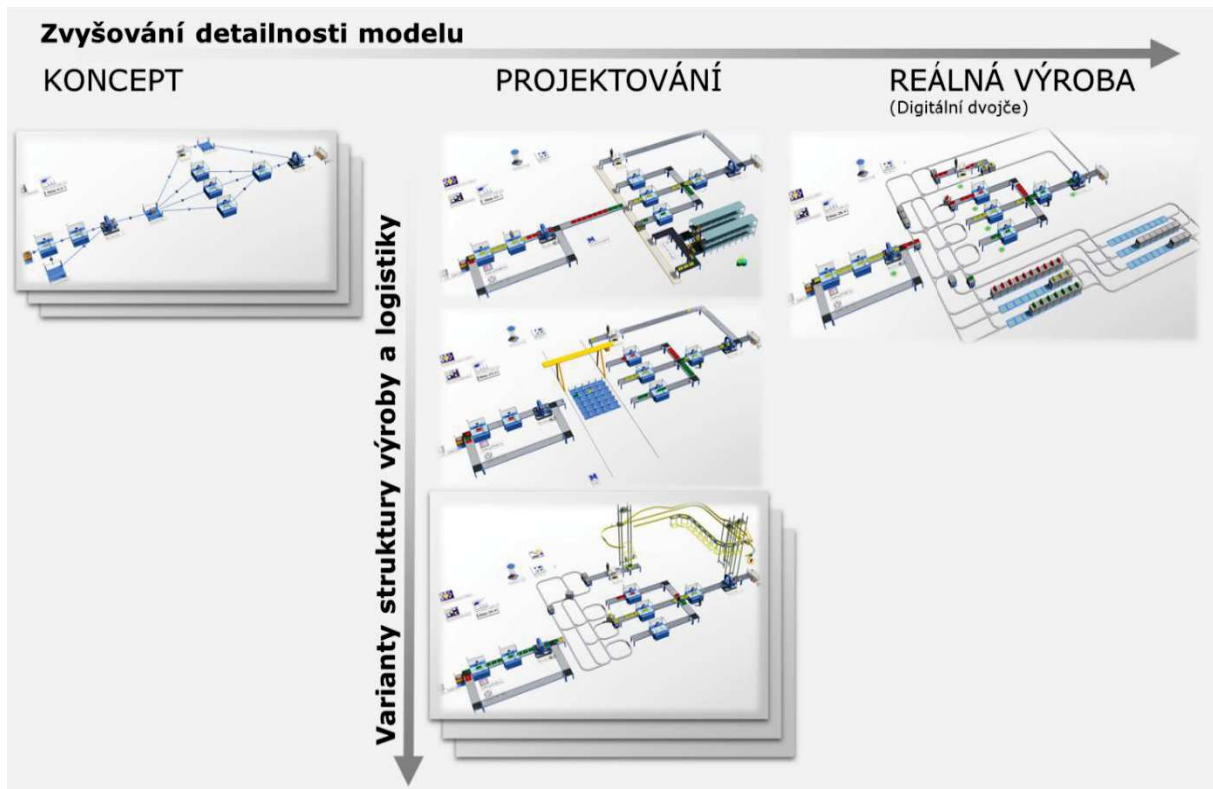 Zvyšování detailnosti modelu
KONCEPT
PROJEKTOVÁNÍ
REÁLNÁ VÝROBA
(Digitální dvojče)
Varianty struktury výroby a logistiky